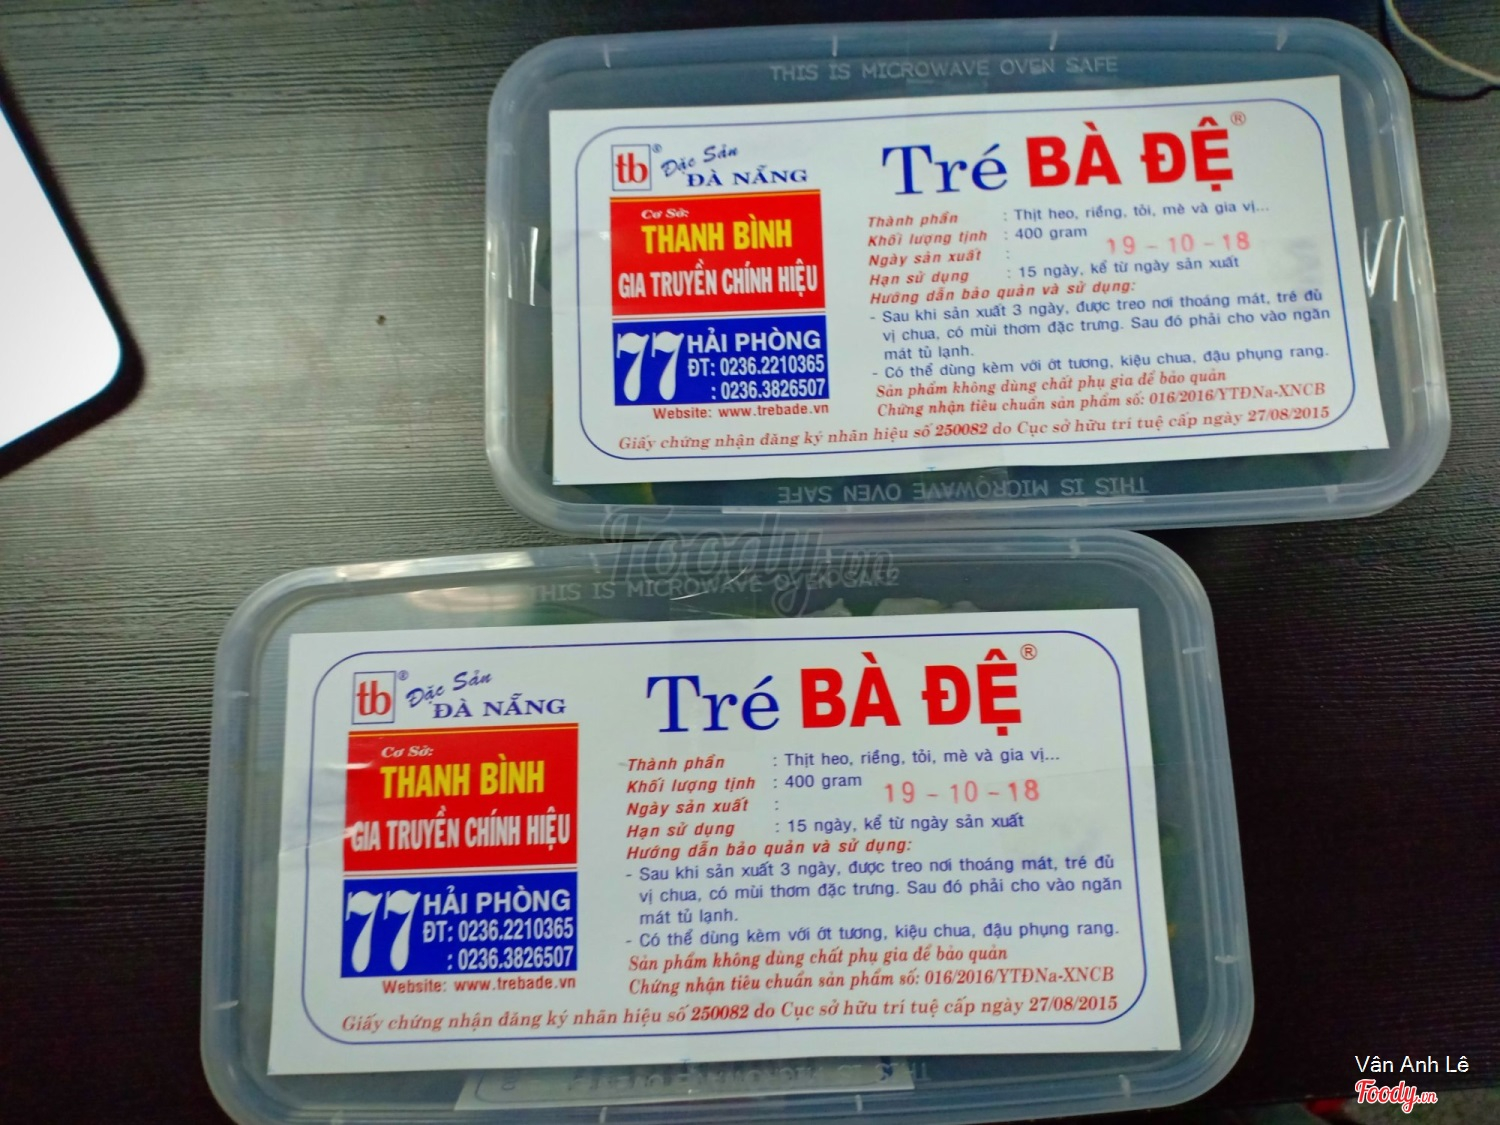 THIS IS MICROWAVE OVEN SAFE
tb® Đặc Sản
ĐÀ NẴNG
Cơ Sở:
THANH BÌNH
GIA TRUYỀN CHÍNH HIỆU
77 HẢI PHÒNG
ĐT: 0236.2210365
: 0236.3826507
Website: www.trebade.vn
Tré BÀ ĐỆ®
Thành phần : Thịt heo, riềng, tỏi, mè và gia vị...
Khối lượng tịnh : 400 gram
Ngày sản xuất : 19-10-18
Hạn sử dụng : 15 ngày, kể từ ngày sản xuất
Hướng dẫn bảo quản và sử dụng:
- Sau khi sản xuất 3 ngày, được treo nơi thoáng mát, tré đủ
vị chua, có mùi thơm đặc trưng. Sau đó phải cho vào ngăn
mát tủ lạnh.
- Có thể dùng kèm với ớt tương, kiệu chua, đậu phụng rang.
Sản phẩm không dùng chất phụ gia để bảo quản
Chứng nhận tiêu chuẩn sản phẩm số: 016/2016/YTĐNa-XNCB
Giấy chứng nhận đăng ký nhãn hiệu số 250082 do Cục sở hữu trí tuệ cấp ngày 27/08/2015
THIS IS MICROWAVE OVEN SAFE
Foody.vn
THIS IS MICROWAVE OVEN SAFE
tb® Đặc Sản
ĐÀ NẴNG
Cơ Sở:
THANH BÌNH
GIA TRUYỀN CHÍNH HIỆU
77 HẢI PHÒNG
ĐT: 0236.2210365
: 0236.3826507
Website: www.trebade.vn
Tré BÀ ĐỆ®
Thành phần : Thịt heo, riềng, tỏi, mè và gia vị...
Khối lượng tịnh : 400 gram
Ngày sản xuất : 19-10-18
Hạn sử dụng : 15 ngày, kể từ ngày sản xuất
Hướng dẫn bảo quản và sử dụng:
- Sau khi sản xuất 3 ngày, được treo nơi thoáng mát, tré đủ
vị chua, có mùi thơm đặc trưng. Sau đó phải cho vào ngăn
mát tủ lạnh.
- Có thể dùng kèm với ớt tương, kiệu chua, đậu phụng rang.
Sản phẩm không dùng chất phụ gia để bảo quản
Chứng nhận tiêu chuẩn sản phẩm số: 016/2016/YTĐNa-XNCB
Giấy chứng nhận đăng ký nhãn hiệu số 250082 do Cục sở hữu trí tuệ cấp ngày 27/08/2015
Vân Anh Lê
Foody.vn